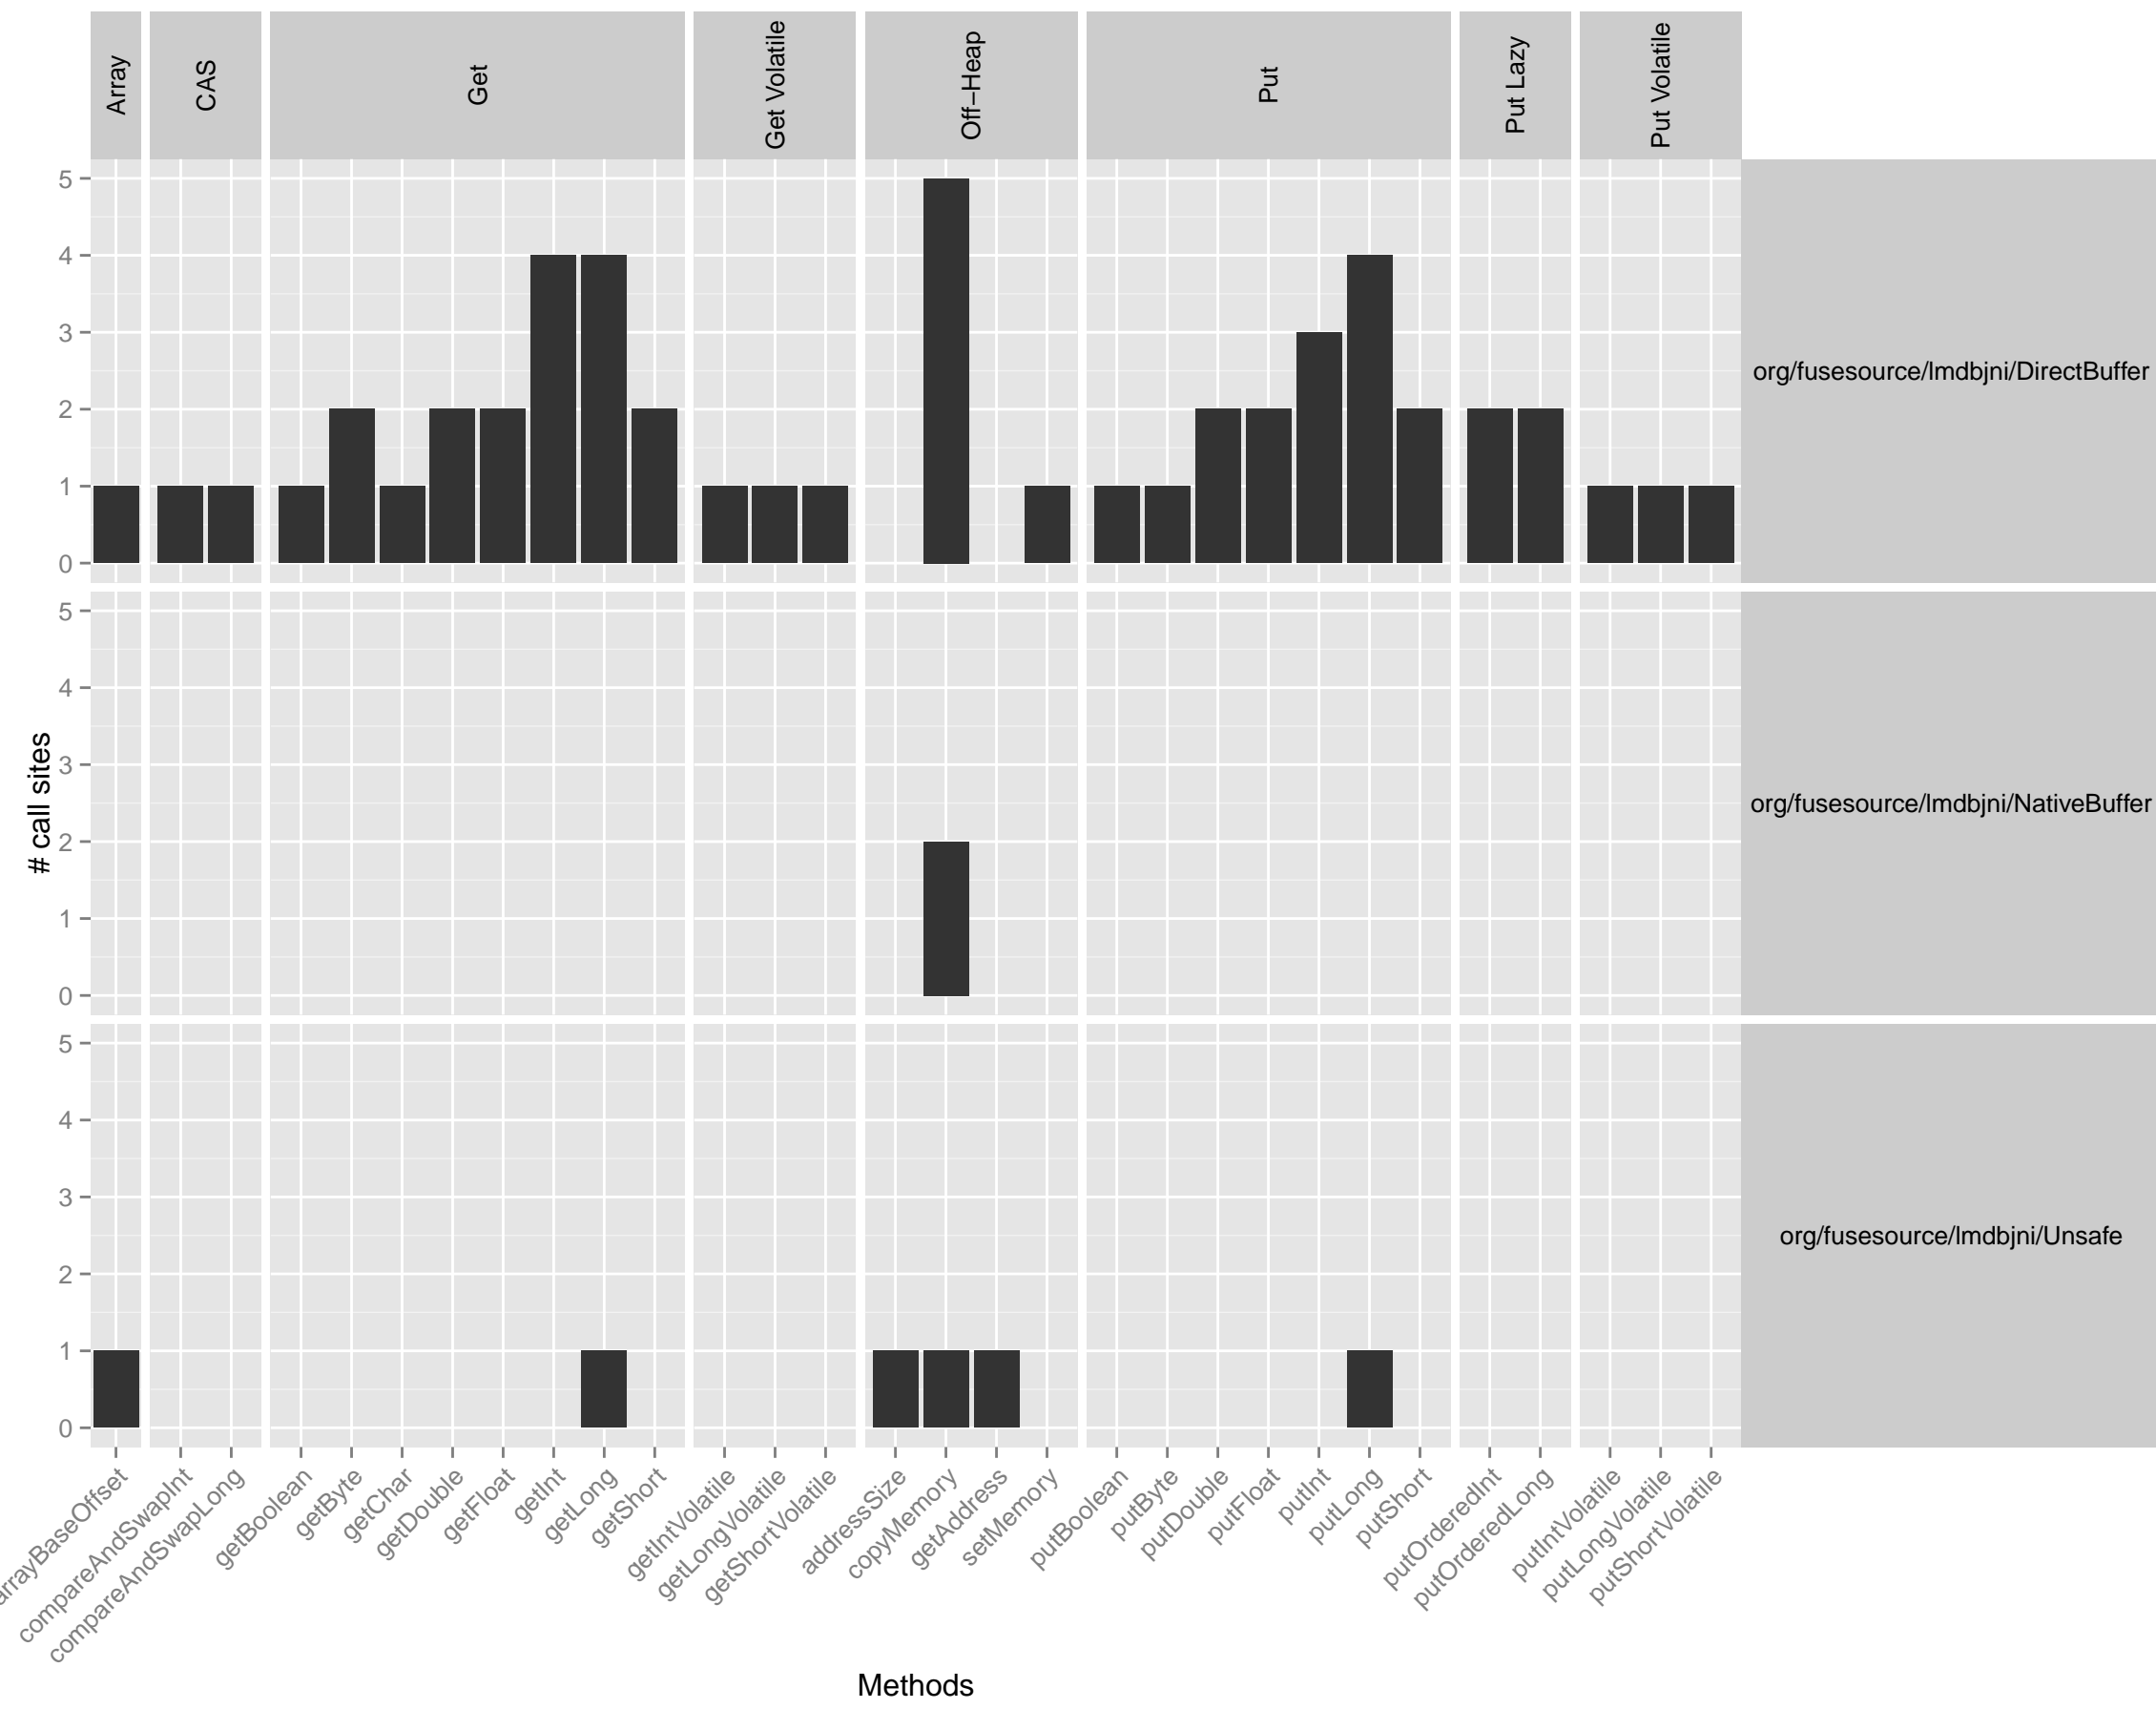 Array
CAS
Get
Get Volatile
Off−Heap
Put
Put Lazy
Put Volatile
5
4
3
2
1
0
org/fusesource/lmdbjni/DirectBuffer
5
4
3
2
1
0
org/fusesource/lmdbjni/NativeBuffer
5
4
3
2
1
0
org/fusesource/lmdbjni/Unsafe
# call sites
arrayBaseOffset
compareAndSwapInt
compareAndSwapLong
getBoolean
getByte
getChar
getDouble
getFloat
getInt
getLong
getShort
getIntVolatile
getLongVolatile
getShortVolatile
addressSize
copyMemory
getAddress
setMemory
putBoolean
putByte
putDouble
putFloat
putInt
putLong
putShort
putOrderedInt
putOrderedLong
putIntVolatile
putLongVolatile
putShortVolatile
Methods